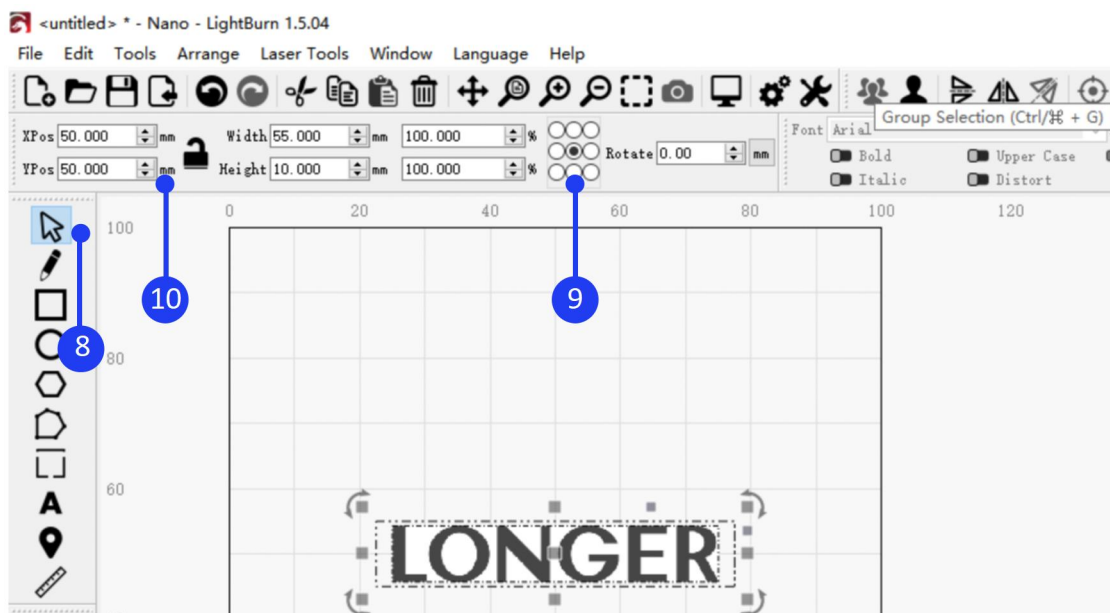 <untitled> * - Nano - LightBurn 1.5.04
File Edit Tools Arrange Laser Tools Window Language Help
Group Selection (Ctrl/⌘ + G)
XPos 50.000 mm Width 55.000 mm 100.000 % Rotate 0.00 mm Font Arial
YPos 50.000 mm Height 10.000 mm 100.000 % Bold Upper Case
Italic Distort
0 20 40 60 80 100 120
100
10 9
8
80
60
A
LONGER